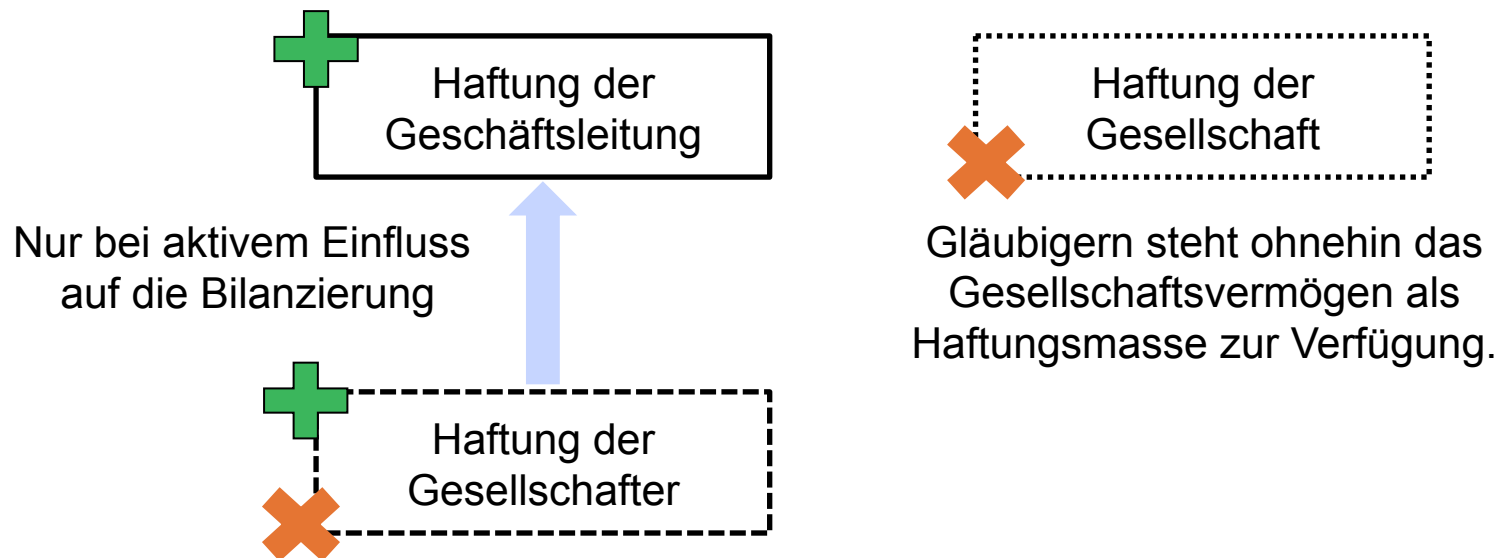 Haftung der
Geschäftsleitung
Haftung der
Gesellschaft
Nur bei aktivem Einfluss
auf die Bilanzierung
Gläubigern steht ohnehin das
Gesellschaftsvermögen als
Haftungsmasse zur Verfügung.
Haftung der
Gesellschafter